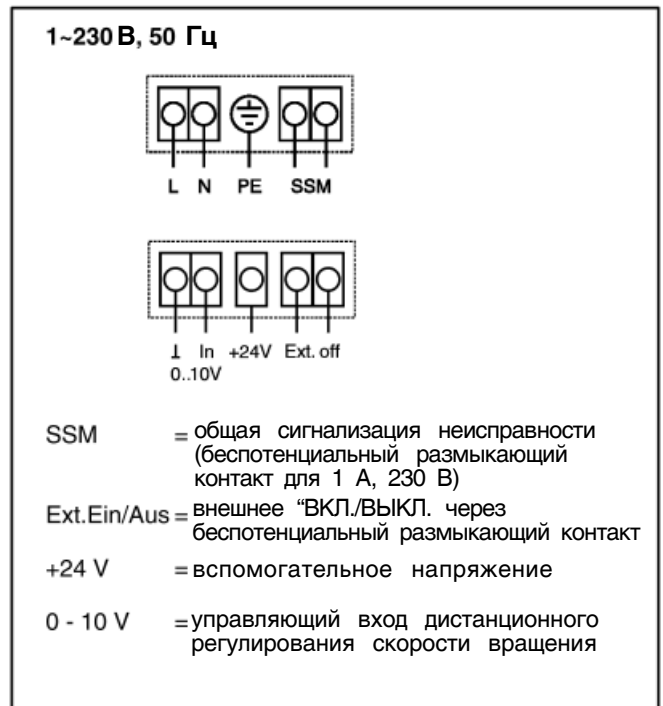 1~230 В, 50 Гц
L N PE SSM
⊥ In +24V Ext. off
0..10V
SSM = общая сигнализация неисправности
(беспотенциальный размыкающий
контакт для 1 А, 230 В)
Ext.Ein/Aus = внешнее “ВКЛ./ВЫКЛ. через
беспотенциальный размыкающий контакт
+24 V = вспомогательное напряжение
0 - 10 V = управляющий вход дистанционного
регулирования скорости вращения